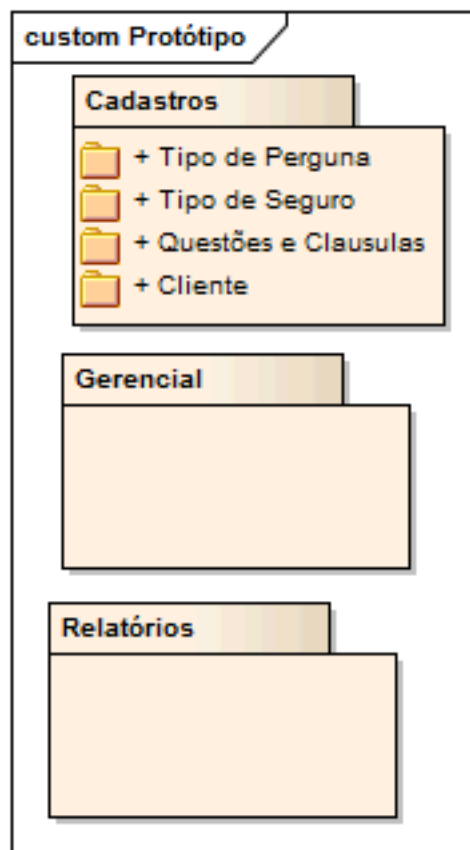 custom Protótipo
Cadastros
+ Tipo de Perguna
+ Tipo de Seguro
+ Questões e Clausulas
+ Cliente
Gerencial
Relatórios